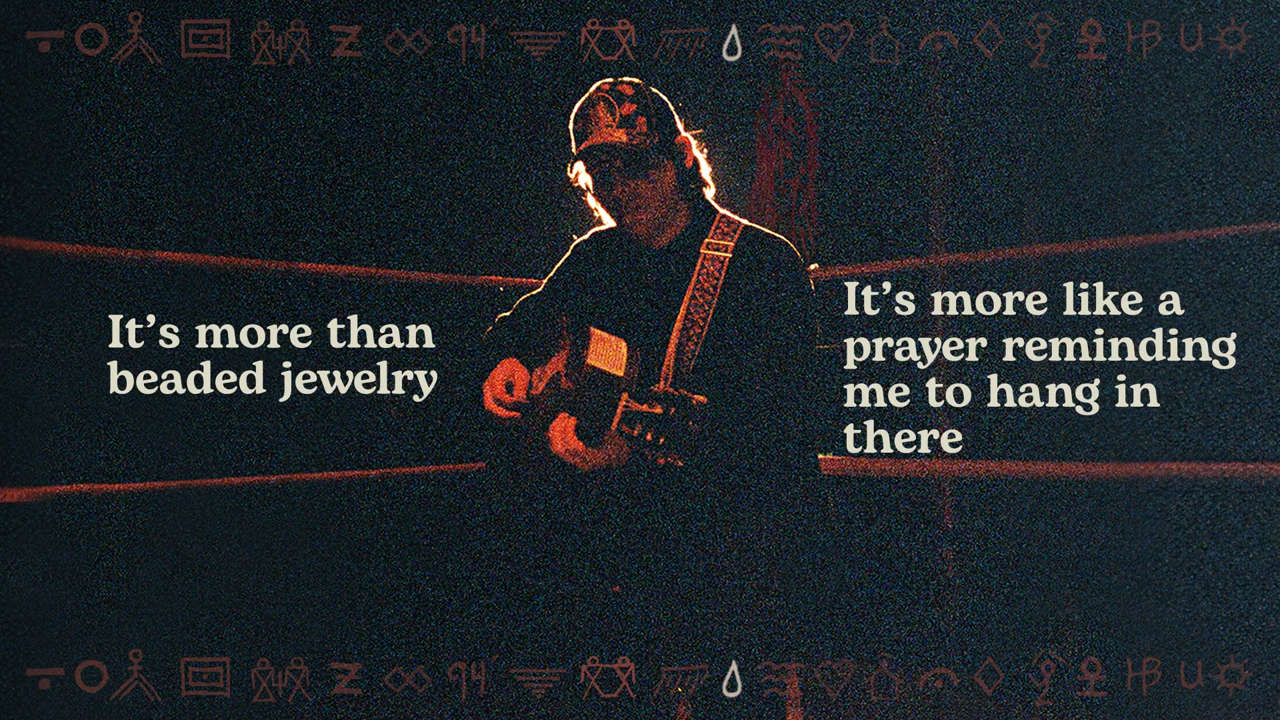 It's more than
beaded jewelry
It's more like a
prayer reminding
me to hang in
there